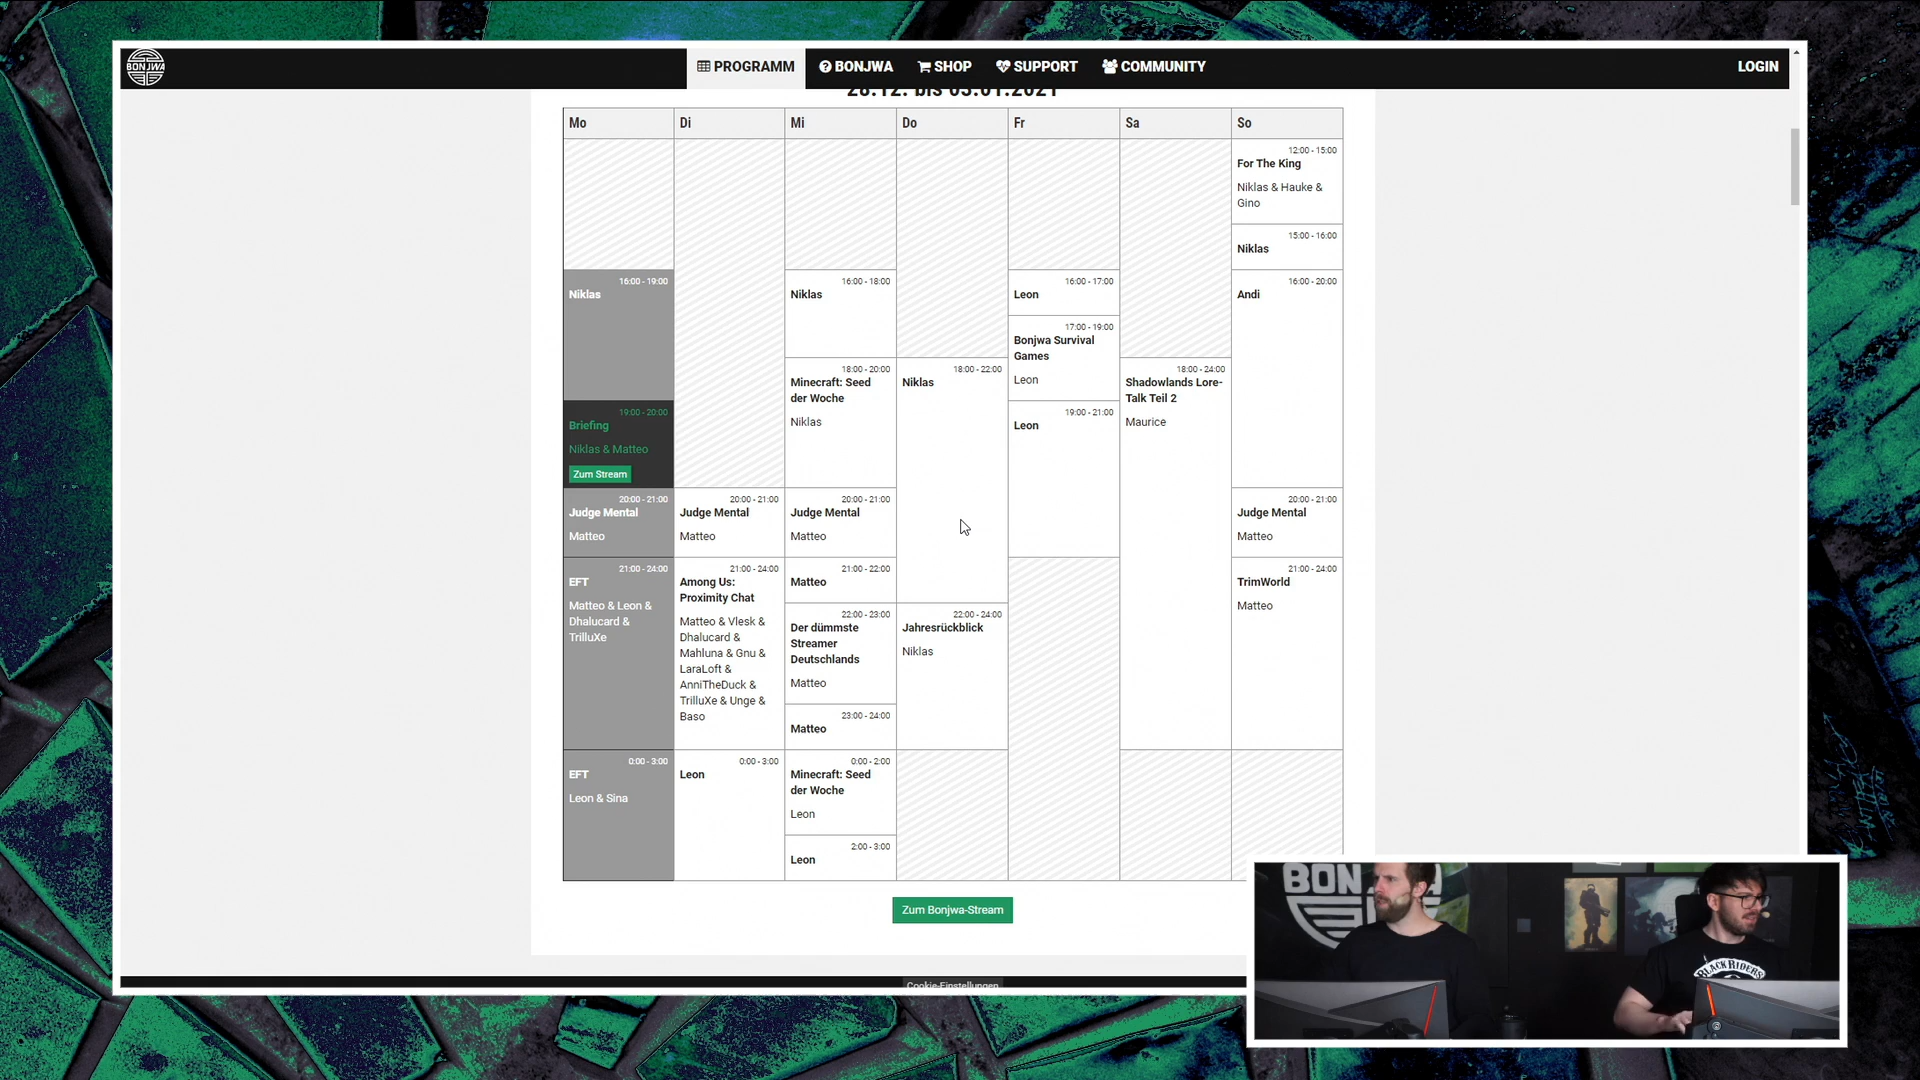 BONJWA
PROGRAMM
BONJWA
SHOP
SUPPORT
COMMUNITY
LOGIN
28.12. bis 03.01.2021
Mo
Di
Mi
Do
Fr
Sa
So
16:00 - 19:00
Niklas
19:00 - 20:00
Briefing
Niklas & Matteo
Zum Stream
20:00 - 21:00
Judge Mental
Matteo
21:00 - 24:00
EFT
Matteo & Leon &
Dhalucard &
TrilluXe
0:00 - 3:00
EFT
Leon & Sina
20:00 - 21:00
Judge Mental
Matteo
21:00 - 24:00
Among Us:
Proximity Chat
Matteo & Vlesk &
Dhalucard &
Mahluna & Gnu &
LaraLoft &
AnniTheDuck &
TrilluXe & Unge &
Baso
0:00 - 3:00
Leon
16:00 - 18:00
Niklas
18:00 - 20:00
Minecraft: Seed
der Woche
Niklas
20:00 - 21:00
Judge Mental
Matteo
21:00 - 22:00
Matteo
22:00 - 23:00
Der dümmste
Streamer
Deutschlands
Matteo
23:00 - 24:00
Matteo
0:00 - 2:00
Minecraft: Seed
der Woche
Leon
2:00 - 3:00
Leon
18:00 - 22:00
Niklas
22:00 - 24:00
Jahresrückblick
Niklas
16:00 - 17:00
Leon
17:00 - 19:00
Bonjwa Survival
Games
Leon
19:00 - 21:00
Leon
18:00 - 24:00
Shadowlands Lore-
Talk Teil 2
Maurice
12:00 - 15:00
For The King
Niklas & Hauke &
Gino
15:00 - 16:00
Niklas
16:00 - 20:00
Andi
20:00 - 21:00
Judge Mental
Matteo
21:00 - 24:00
TrimWorld
Matteo
Zum Bonjwa-Stream
Cookie-Einstellungen
BLACK RIDERS